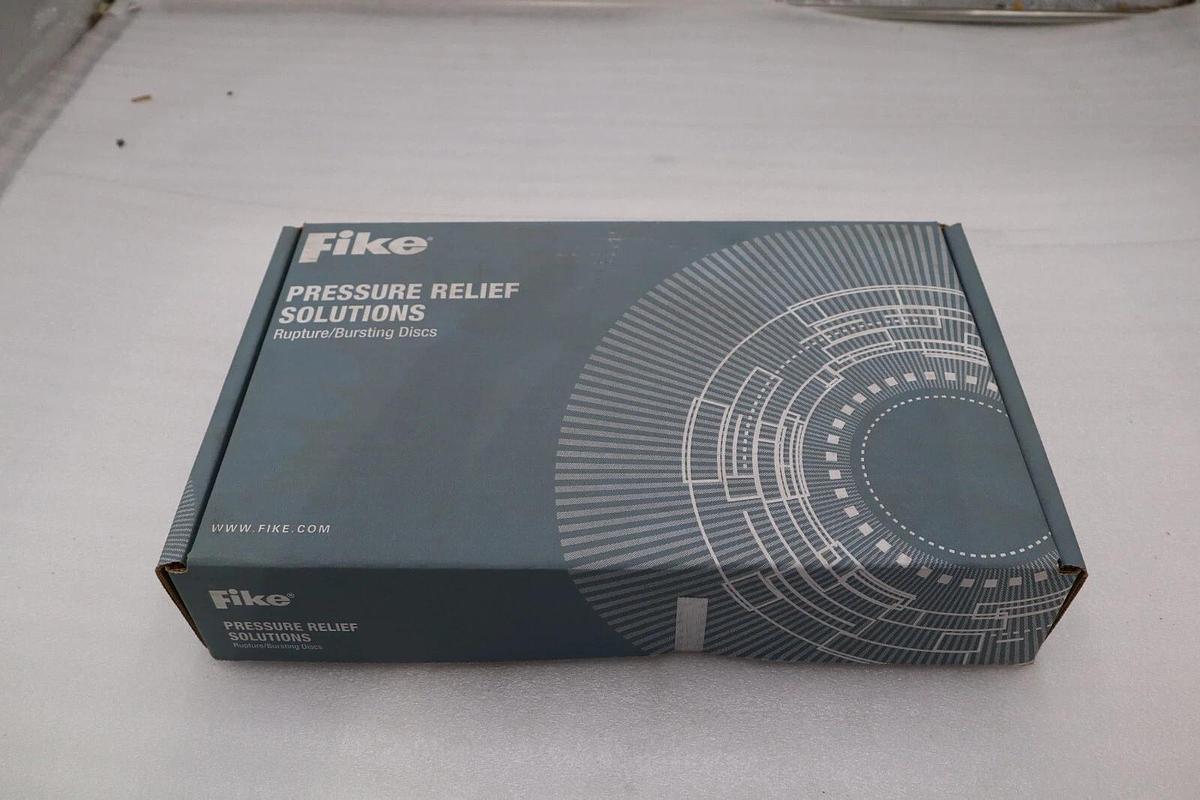 Fike®
PRESSURE RELIEF
SOLUTIONS
Rupture/Bursting Discs
WWW.FIKE.COM
Fike®
PRESSURE RELIEF
SOLUTIONS
Rupture/Bursting Discs